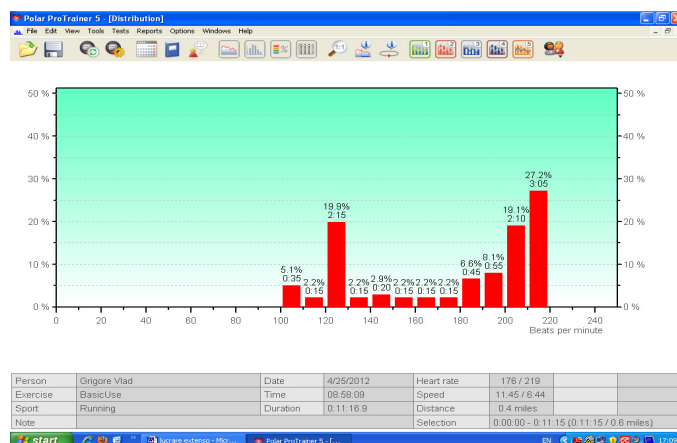 Polar ProTrainer 5 - [Distribution]
File Edit View Tools Tests Reports Options Windows Help
50 % 50 %
40 % 40 %
30 % 30 %
27.2%
3:05
19.9%
2:15
19.1%
2:10
20 % 20 %
10 % 10 %
5.1%
0:35
2.2%
0:15
2.2%
0:15
2.9%
0:20
2.2%
0:15
2.2%
0:15
2.2%
0:15
6.6%
0:45
8.1%
0:55
0 % 0 %
0 20 40 60 80 100 120 140 160 180 200 220 240
Beats per minute
Person Grigore Vlad Date 4/25/2012 Heart rate 176 / 219
Exercise BasicUse Time 08:58:09 Speed 11:45 / 6:44
Sport Running Duration 0:11:16.9 Distance 0.4 miles
Note Selection 0:00:00 - 0:11:15 (0:11:15 / 0.6 miles)
start lucrare extenso - Micr... Polar ProTrainer 5 - [... EN 17:09